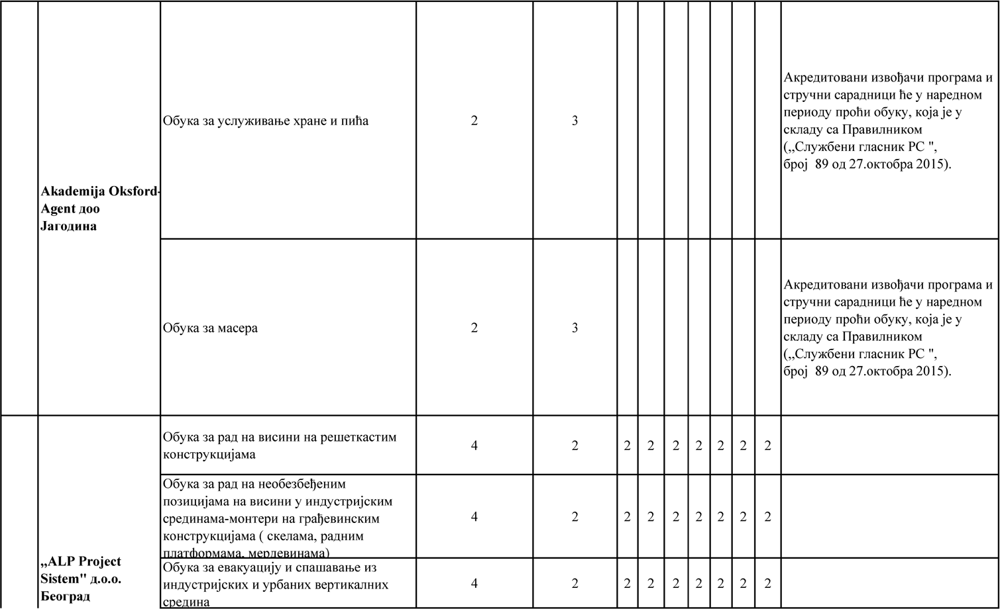 Akademija Oksford-
Agent доо
Јагодина
Обука за услуживање хране и пића
2
3
Акредитовани извођачи програма и
стручни сарадници ће у наредном
периоду проћи обуку, која је у
складу са Правилником
(,,Службени гласник РС ",
број  89 од 27.октобра 2015).
Обука за масера
2
3
Акредитовани извођачи програма и
стручни сарадници ће у наредном
периоду проћи обуку, која је у
складу са Правилником
(,,Службени гласник РС ",
број  89 од 27.октобра 2015).
,,ALP Project
Sistem" д.о.о.
Београд
Обука за рад на висини на решеткастим
конструкцијама
4 2 2 2 2 2 2 2 2
Обука за рад на необезбеђеним
позицијама на висини у индустријским
срединама-монтери на грађевинским
конструкцијама ( скелама, радним
платформама, мердевинама)
4 2 2 2 2 2 2 2 2
Обука за евакуацију и спашавање из
индустријских и урбаних вертикалних
средина
4 2 2 2 2 2 2 2 2